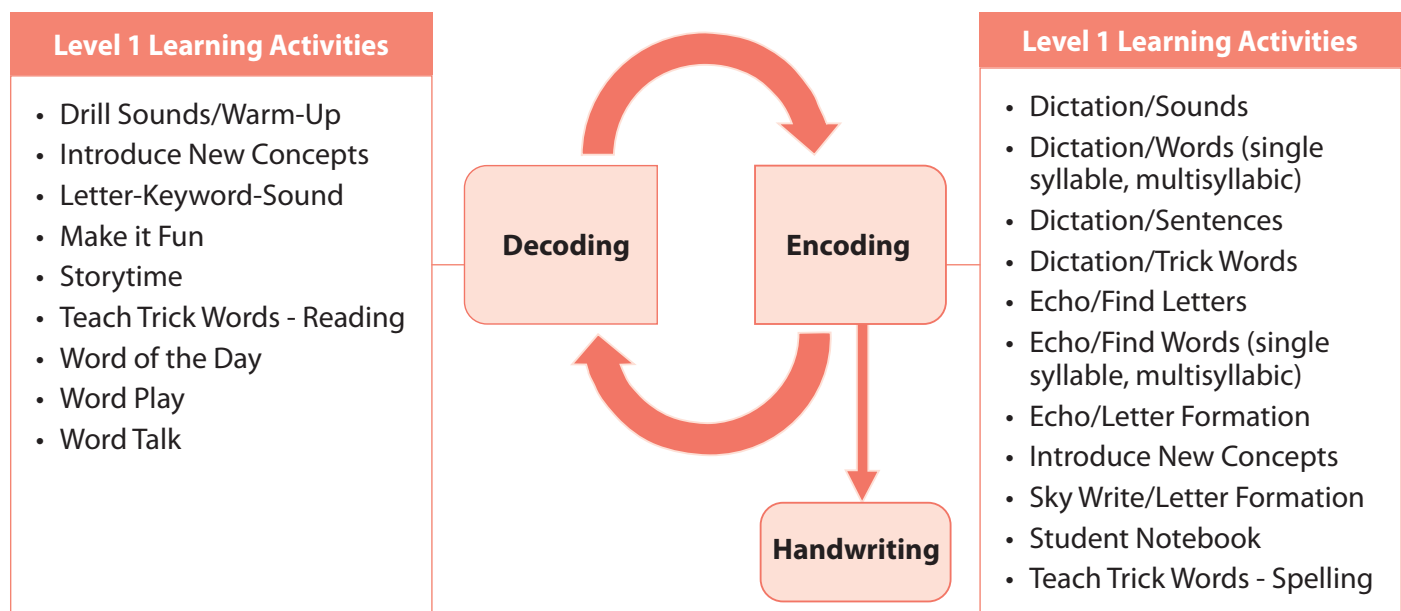 Level 1 Learning Activities
• Drill Sounds/Warm-Up
• Introduce New Concepts
• Letter-Keyword-Sound
• Make it Fun
• Storytime
• Teach Trick Words - Reading
• Word of the Day
• Word Play
• Word Talk
Decoding
Encoding
Handwriting
Level 1 Learning Activities
• Dictation/Sounds
• Dictation/Words (single
syllable, multisyllabic)
• Dictation/Sentences
• Dictation/Trick Words
• Echo/Find Letters
• Echo/Find Words (single
syllable, multisyllabic)
• Echo/Letter Formation
• Introduce New Concepts
• Sky Write/Letter Formation
• Student Notebook
• Teach Trick Words - Spelling